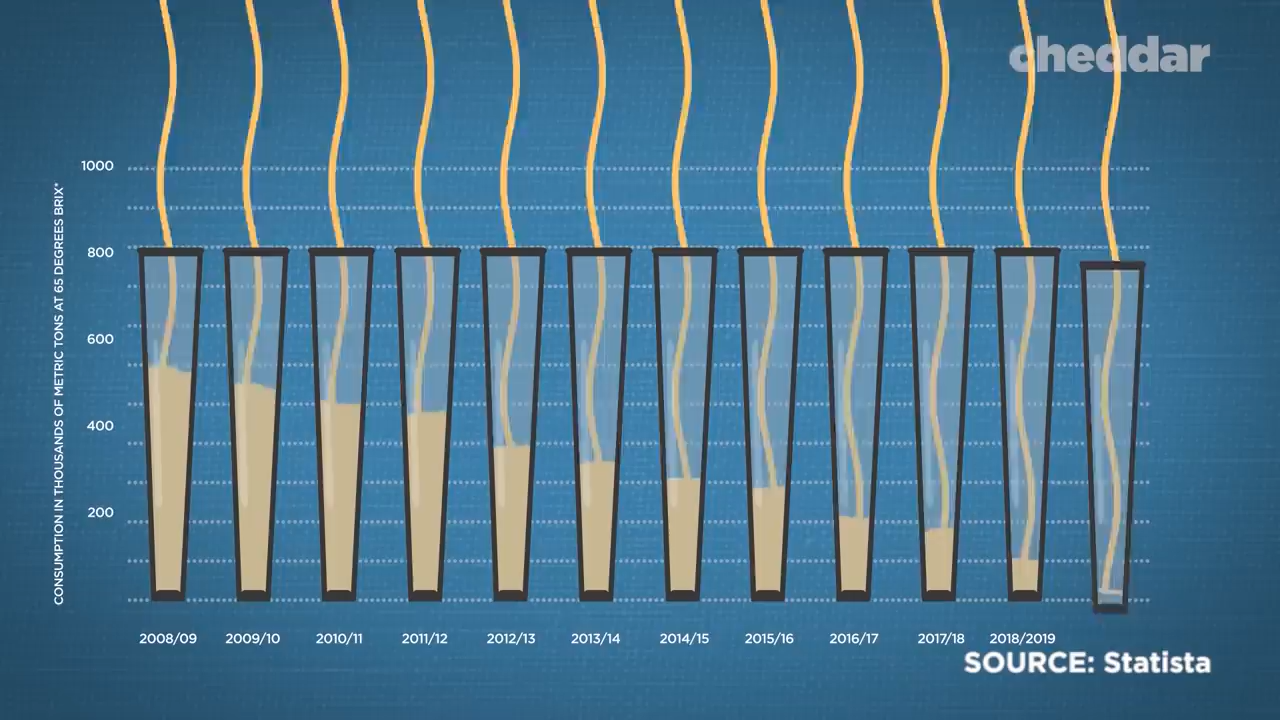 cheddar
1000
800
600
400
200
CONSUMPTION IN THOUSANDS OF METRIC TONS AT 65 DEGREES BRIX*
2008/09 2009/10 2010/11 2011/12 2012/13 2013/14 2014/15 2015/16 2016/17 2017/18 2018/2019
SOURCE: Statista